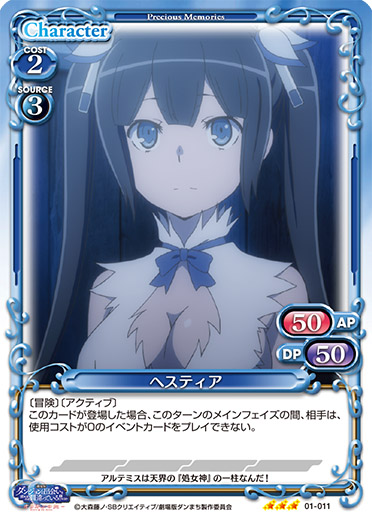 Precious Memories
Character
COST
2
SOURCE
3
50 AP
DP 50
ヘスティア
〔冒険〕〔アクティブ〕
このカードが登場した場合、このターンのメインフェイズの間、相手は、
使用コストが0のイベントカードをプレイできない。
アルテミスは天界の『処女神』の一柱なんだ!
©大森藤ノ・SBクリエイティブ/劇場版ダンまち製作委員会
01-011